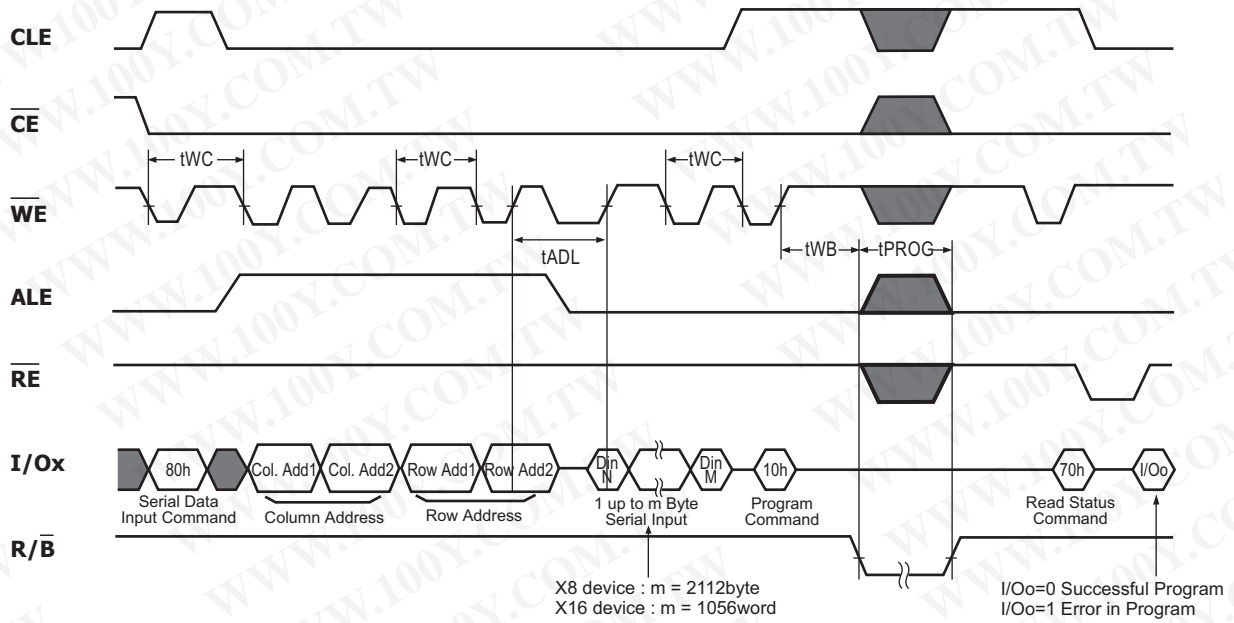 CLE
CE
tWC
tWC
tWC
WE
tADL
tWB
tPROG
ALE
RE
I/Ox
80h
Col. Add1
Col. Add2
Row Add1
Row Add2
Din N
Din M
10h
70h
I/Oo
Serial Data
Input Command
Column Address
Row Address
1 up to m Byte
Serial Input
Program
Command
Read Status
Command
R/B
X8 device : m = 2112byte
X16 device : m = 1056word
I/Oo=0 Successful Program
I/Oo=1 Error in Program
WWW.100Y.COM.TW